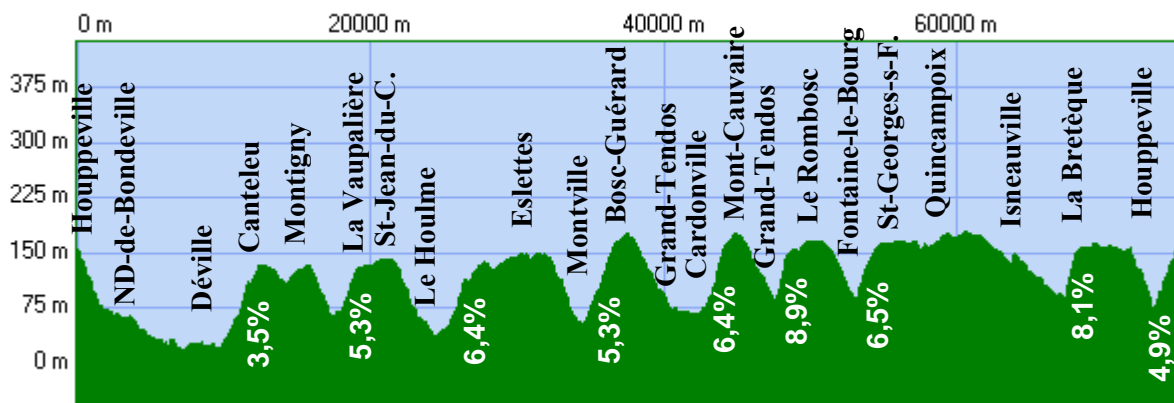 0 m
20000 m
40000 m
60000 m
375 m
300 m
225 m
150 m
75 m
0 m
Houppeville
ND-de-Bondeville
Déville
Canteleu
Montigny
La Vaupalière
St-Jean-du-C.
Le Houlme
Eslettes
Montville
Bosc-Guérard
Grand-Tendos
Cardonville
Mont-Cauvaire
Grand-Tendos
Le Rombosc
Fontaine-le-Bourg
St-Georges-s-F.
Quincampoix
Isneauville
La Bretèque
Houppeville
3,5%
5,3%
6,4%
5,3%
6,4%
8,9%
6,5%
8,1%
4,9%